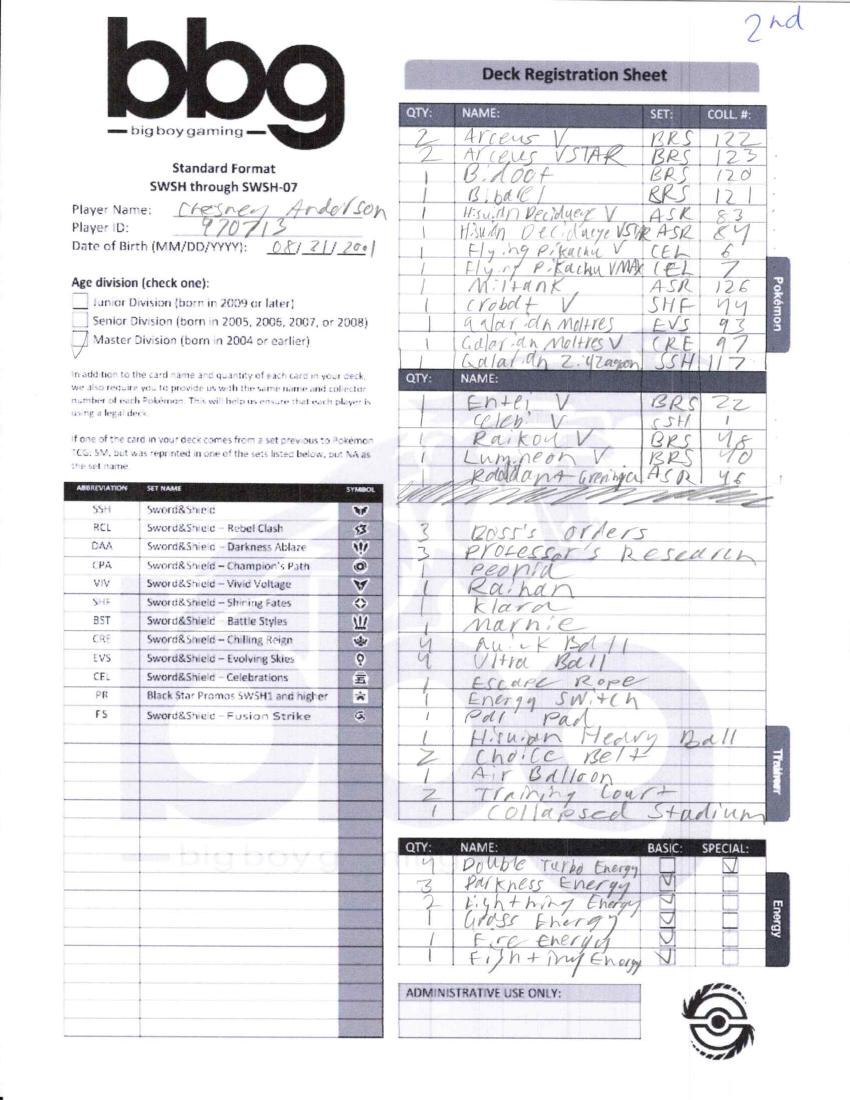 2nd
bbg
big boy gaming
Standard Format
SWSH through SWSH-07
Player Name: Chesney Anderson
Player ID: 970713
Date of Birth (MM/DD/YYYY): 08/21/2001
Age division (check one):
Junior Division (born in 2009 or later)
Senior Division (born in 2005, 2006, 2007, or 2008)
Master Division (born in 2004 or earlier)
In addition to the card name and quantity of each card in your deck,
we also require you to provide us with the same name and collector
number of each Pokémon. This will help us ensure that each player is
using a legal deck.
If one of the card in your deck comes from a set previous to Pokémon
TCG: SM, but was reprinted in one of the sets listed below, put NA as
the set name.
ABBREVIATION SET NAME SYMBOL
SSH Sword&Shield
RCL Sword&Shield – Rebel Clash
DAA Sword&Shield – Darkness Ablaze
CPA Sword&Shield – Champion's Path
VIV Sword&Shield – Vivid Voltage
SHF Sword&Shield – Shining Fates
BST Sword&Shield – Battle Styles
CRE Sword&Shield – Chilling Reign
EVS Sword&Shield – Evolving Skies
CEL Sword&Shield – Celebrations
PR Black Star Promos SWSH1 and higher
FS Sword&Shield – Fusion Strike
Deck Registration Sheet
QTY: NAME: SET: COLL. #:
2 Arceus V BRS 122
2 Arceus VSTAR BRS 123
1 Bidoof BRS 120
1 Bibarel BRS 121
1 Hisuian Decidueye V ASR 83
1 Hisuian Decidueye VSTAR ASR 84
1 Flying Pikachu V CEL 6
1 Flying Pikachu VMAX CEL 7
1 Miltank ASR 126
1 Crobat V SHF 44
1 Galarian Moltres EVS 93
1 Galarian Moltres V CRE 97
1 Galarian Zigzagoon SSH 117
Pokémon
QTY: NAME:
1 Entei V BRS 22
1 Celebi V SSH 1
1 Raikou V BRS 48
1 Lumineon V BRS 40
1 Radiant Greninja ASR 46
3 Boss's orders
3 Professor's Research
1 Peonia
1 Raihan
1 Klara
1 Marnie
4 Quick Ball
4 Ultra Ball
1 Escape Rope
1 Energy Switch
1 Pal Pad
1 Hisuian Heavy Ball
2 Choice Belt
1 Air Balloon
2 Training Court
1 Collapsed Stadium
Trainer
QTY: NAME: BASIC: SPECIAL:
4 Double Turbo Energy
3 Darkness Energy
2 Lightning Energy
1 Grass Energy
1 Fire Energy
1 Fighting Energy
Energy
ADMINISTRATIVE USE ONLY: